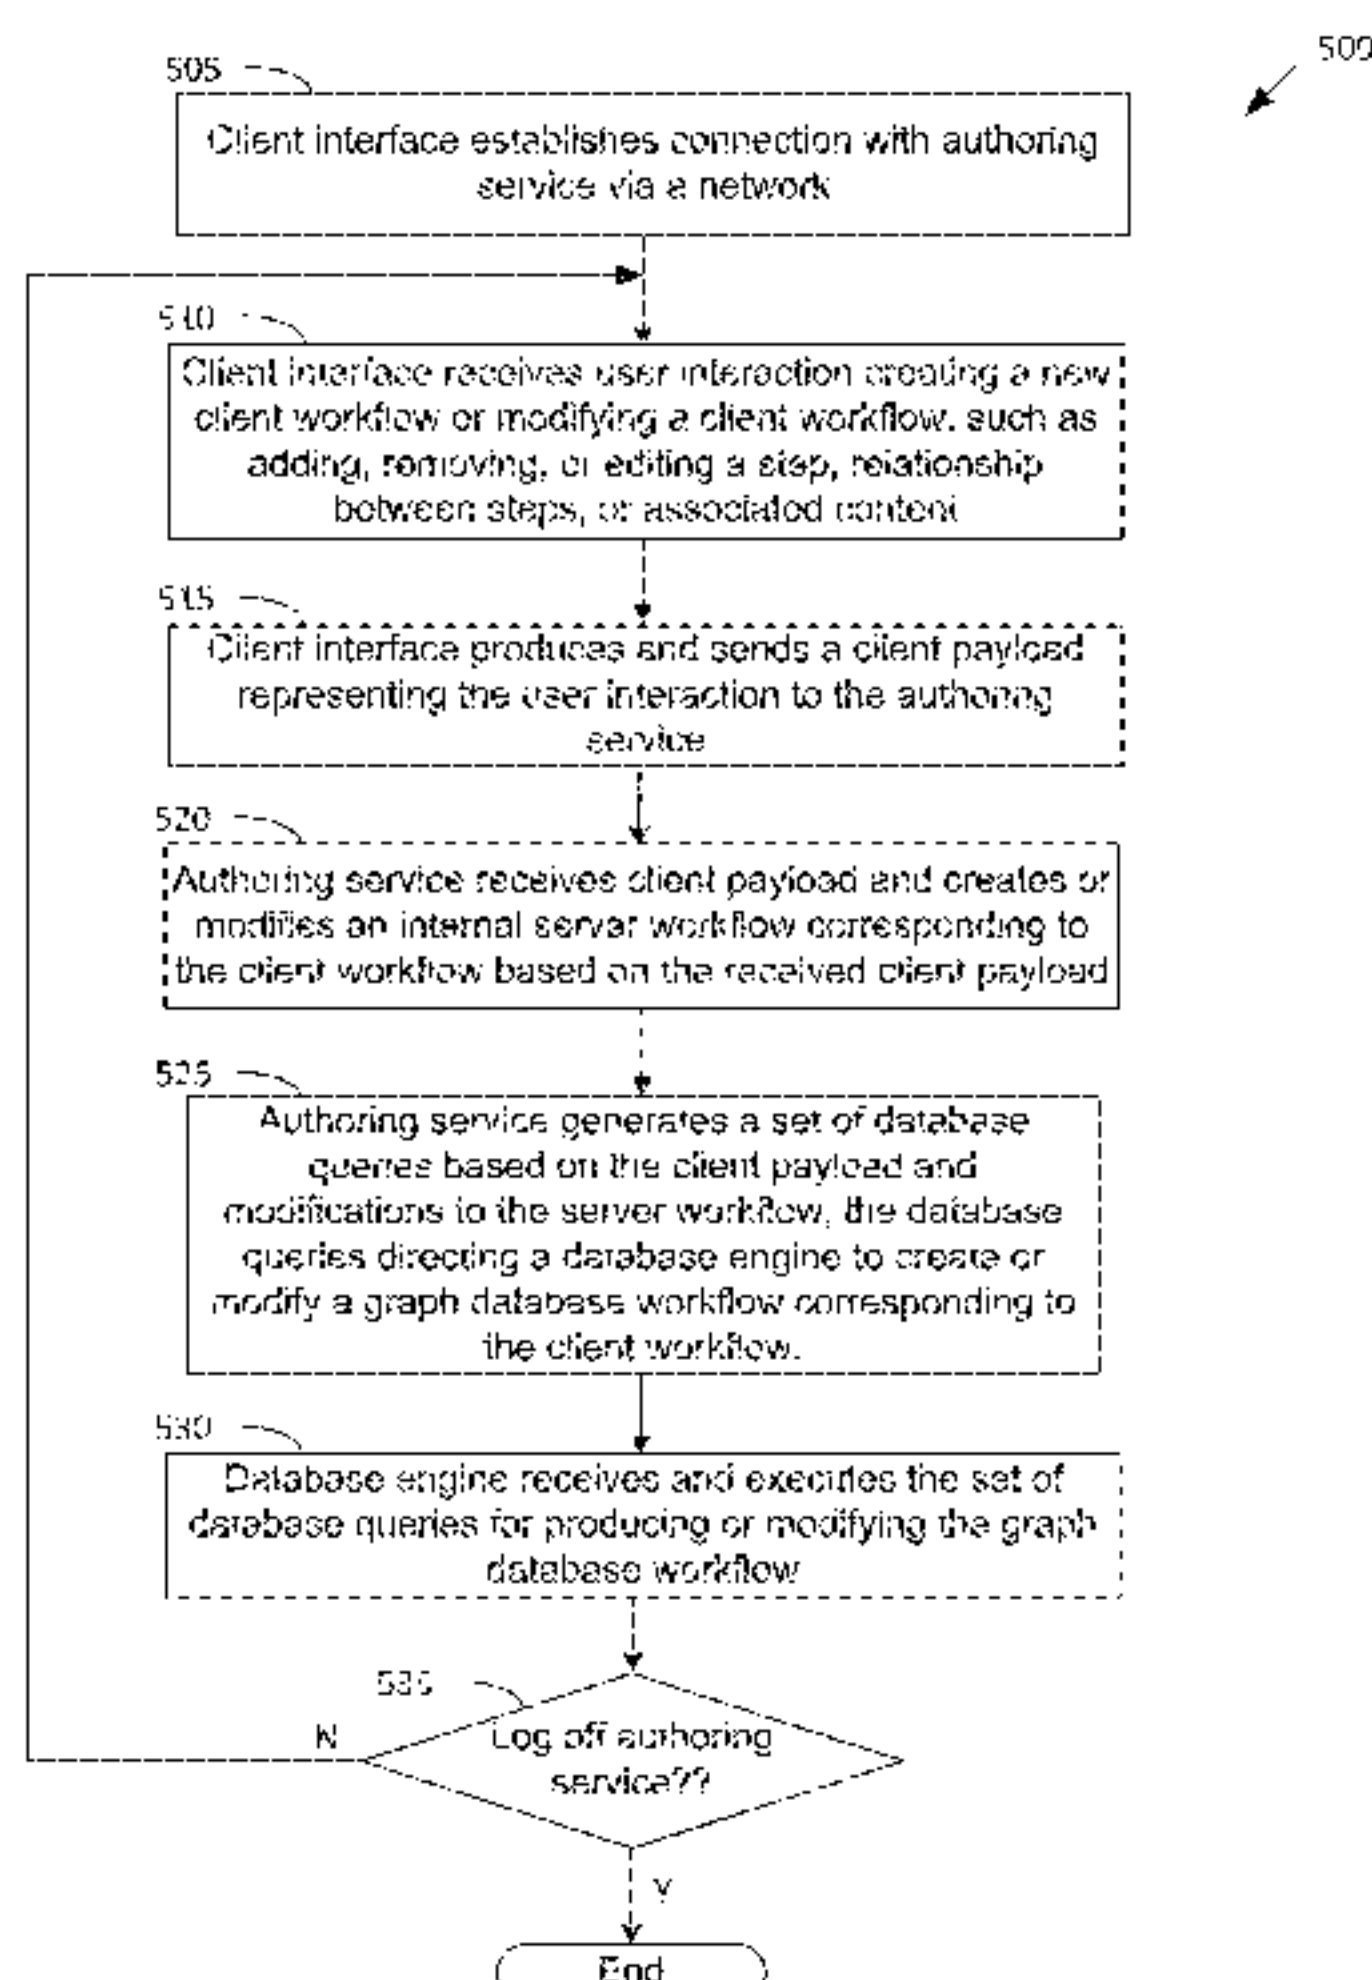 500
505
Client interface establishes connection with authoring
service via a network
510
Client interface receives user interaction creating a new
client workflow or modifying a client workflow, such as
adding, removing, or editing a step, relationship
between steps, or associated content
515
Client interface produces and sends a client payload
representing the user interaction to the authoring
service
520
Authoring service receives client payload and creates or
modifies an internal server workflow corresponding to
the client workflow based on the received client payload
525
Authoring service generates a set of database
queries based on the client payload and
modifications to the server workflow, the database
queries directing a database engine to create or
modify a graph database workflow corresponding to
the client workflow.
530
Database engine receives and executes the set of
database queries for producing or modifying the graph
database workflow
535
Log off authoring
service??
N
Y
End